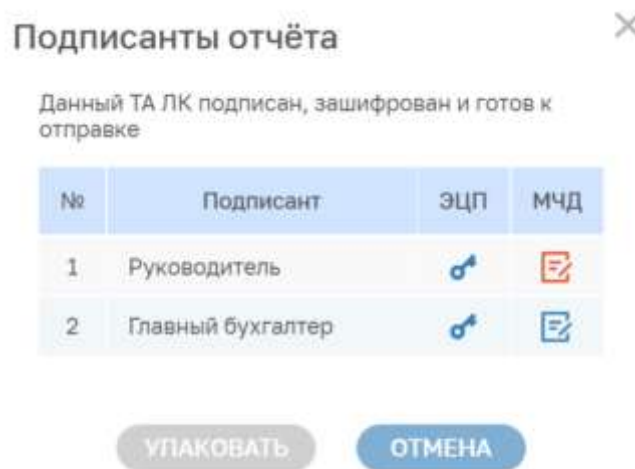 Подписанты отчёта
Данный ТА ЛК подписан, зашифрован и готов к
отправке
№ Подписант ЭЦП МЧД
1 Руководитель
2 Главный бухгалтер
УПАКОВАТЬ ОТМЕНА